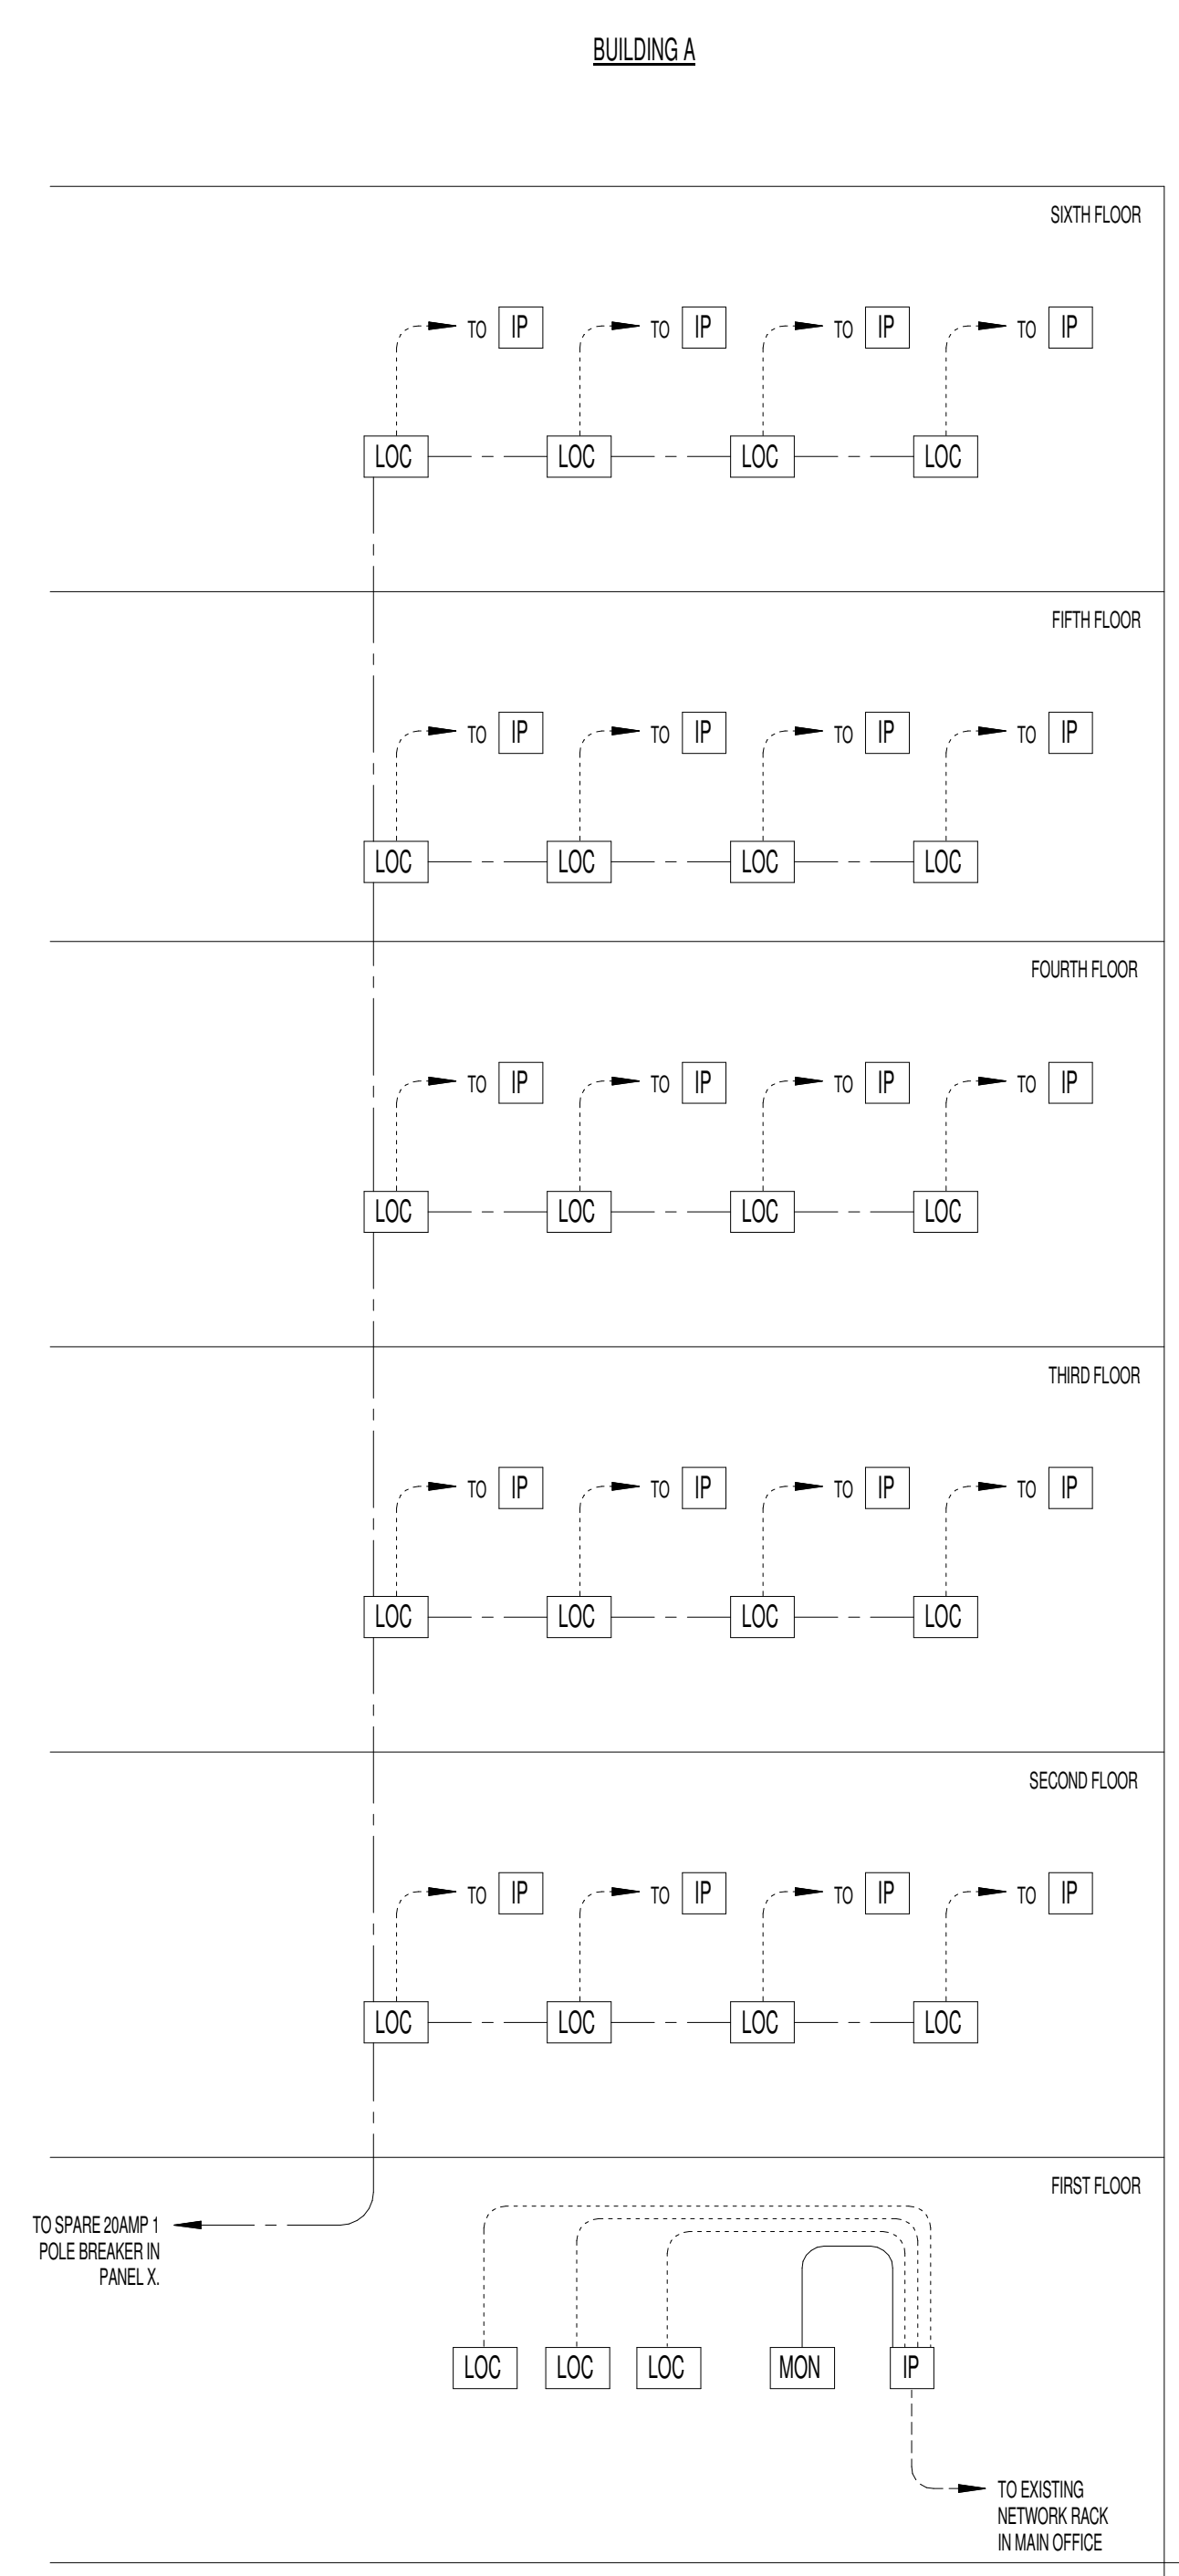 BUILDING A
SIXTH FLOOR
TO IP TO IP TO IP TO IP
LOC LOC LOC LOC
FIFTH FLOOR
TO IP TO IP TO IP TO IP
LOC LOC LOC LOC
FOURTH FLOOR
TO IP TO IP TO IP TO IP
LOC LOC LOC LOC
THIRD FLOOR
TO IP TO IP TO IP TO IP
LOC LOC LOC LOC
SECOND FLOOR
TO IP TO IP TO IP TO IP
LOC LOC LOC LOC
FIRST FLOOR
TO SPARE 20AMP 1
POLE BREAKER IN
PANEL X.
LOC LOC LOC MON IP
TO EXISTING
NETWORK RACK
IN MAIN OFFICE